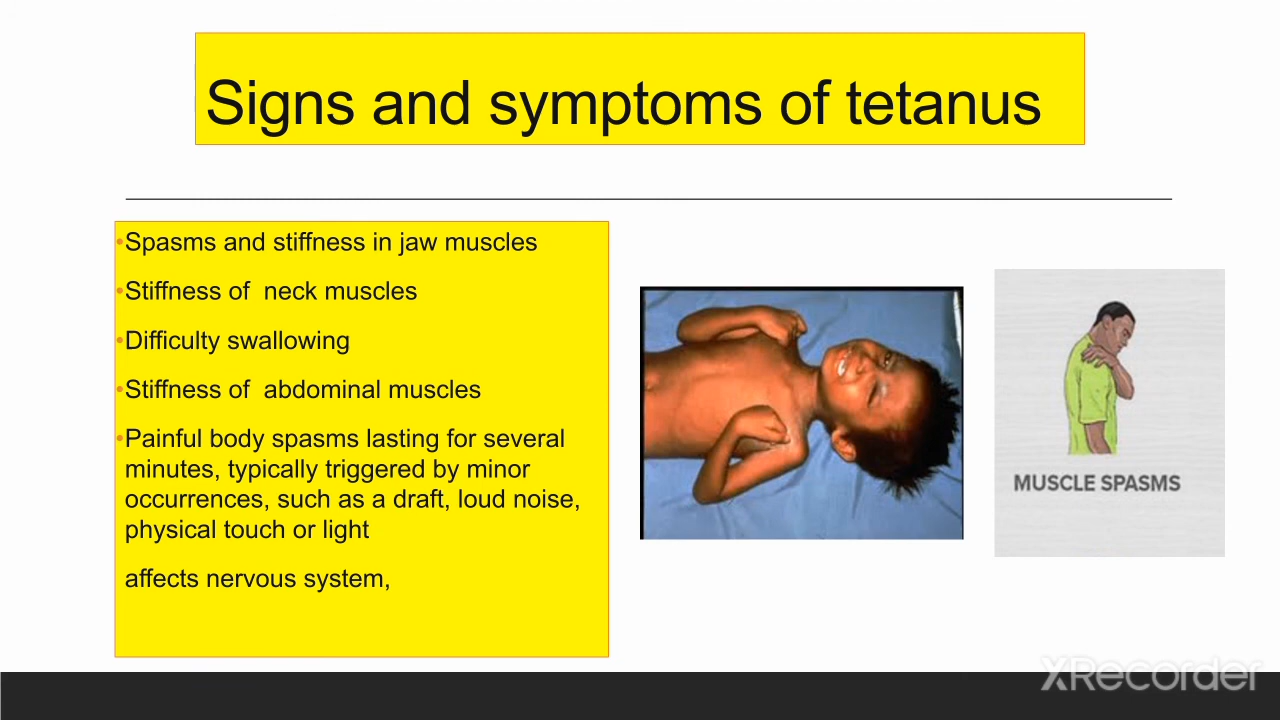 Signs and symptoms of tetanus
•Spasms and stiffness in jaw muscles
•Stiffness of  neck muscles
•Difficulty swallowing
•Stiffness of  abdominal muscles
•Painful body spasms lasting for several
minutes, typically triggered by minor
occurrences, such as a draft, loud noise,
physical touch or light
affects nervous system,
MUSCLE SPASMS
XRecorder